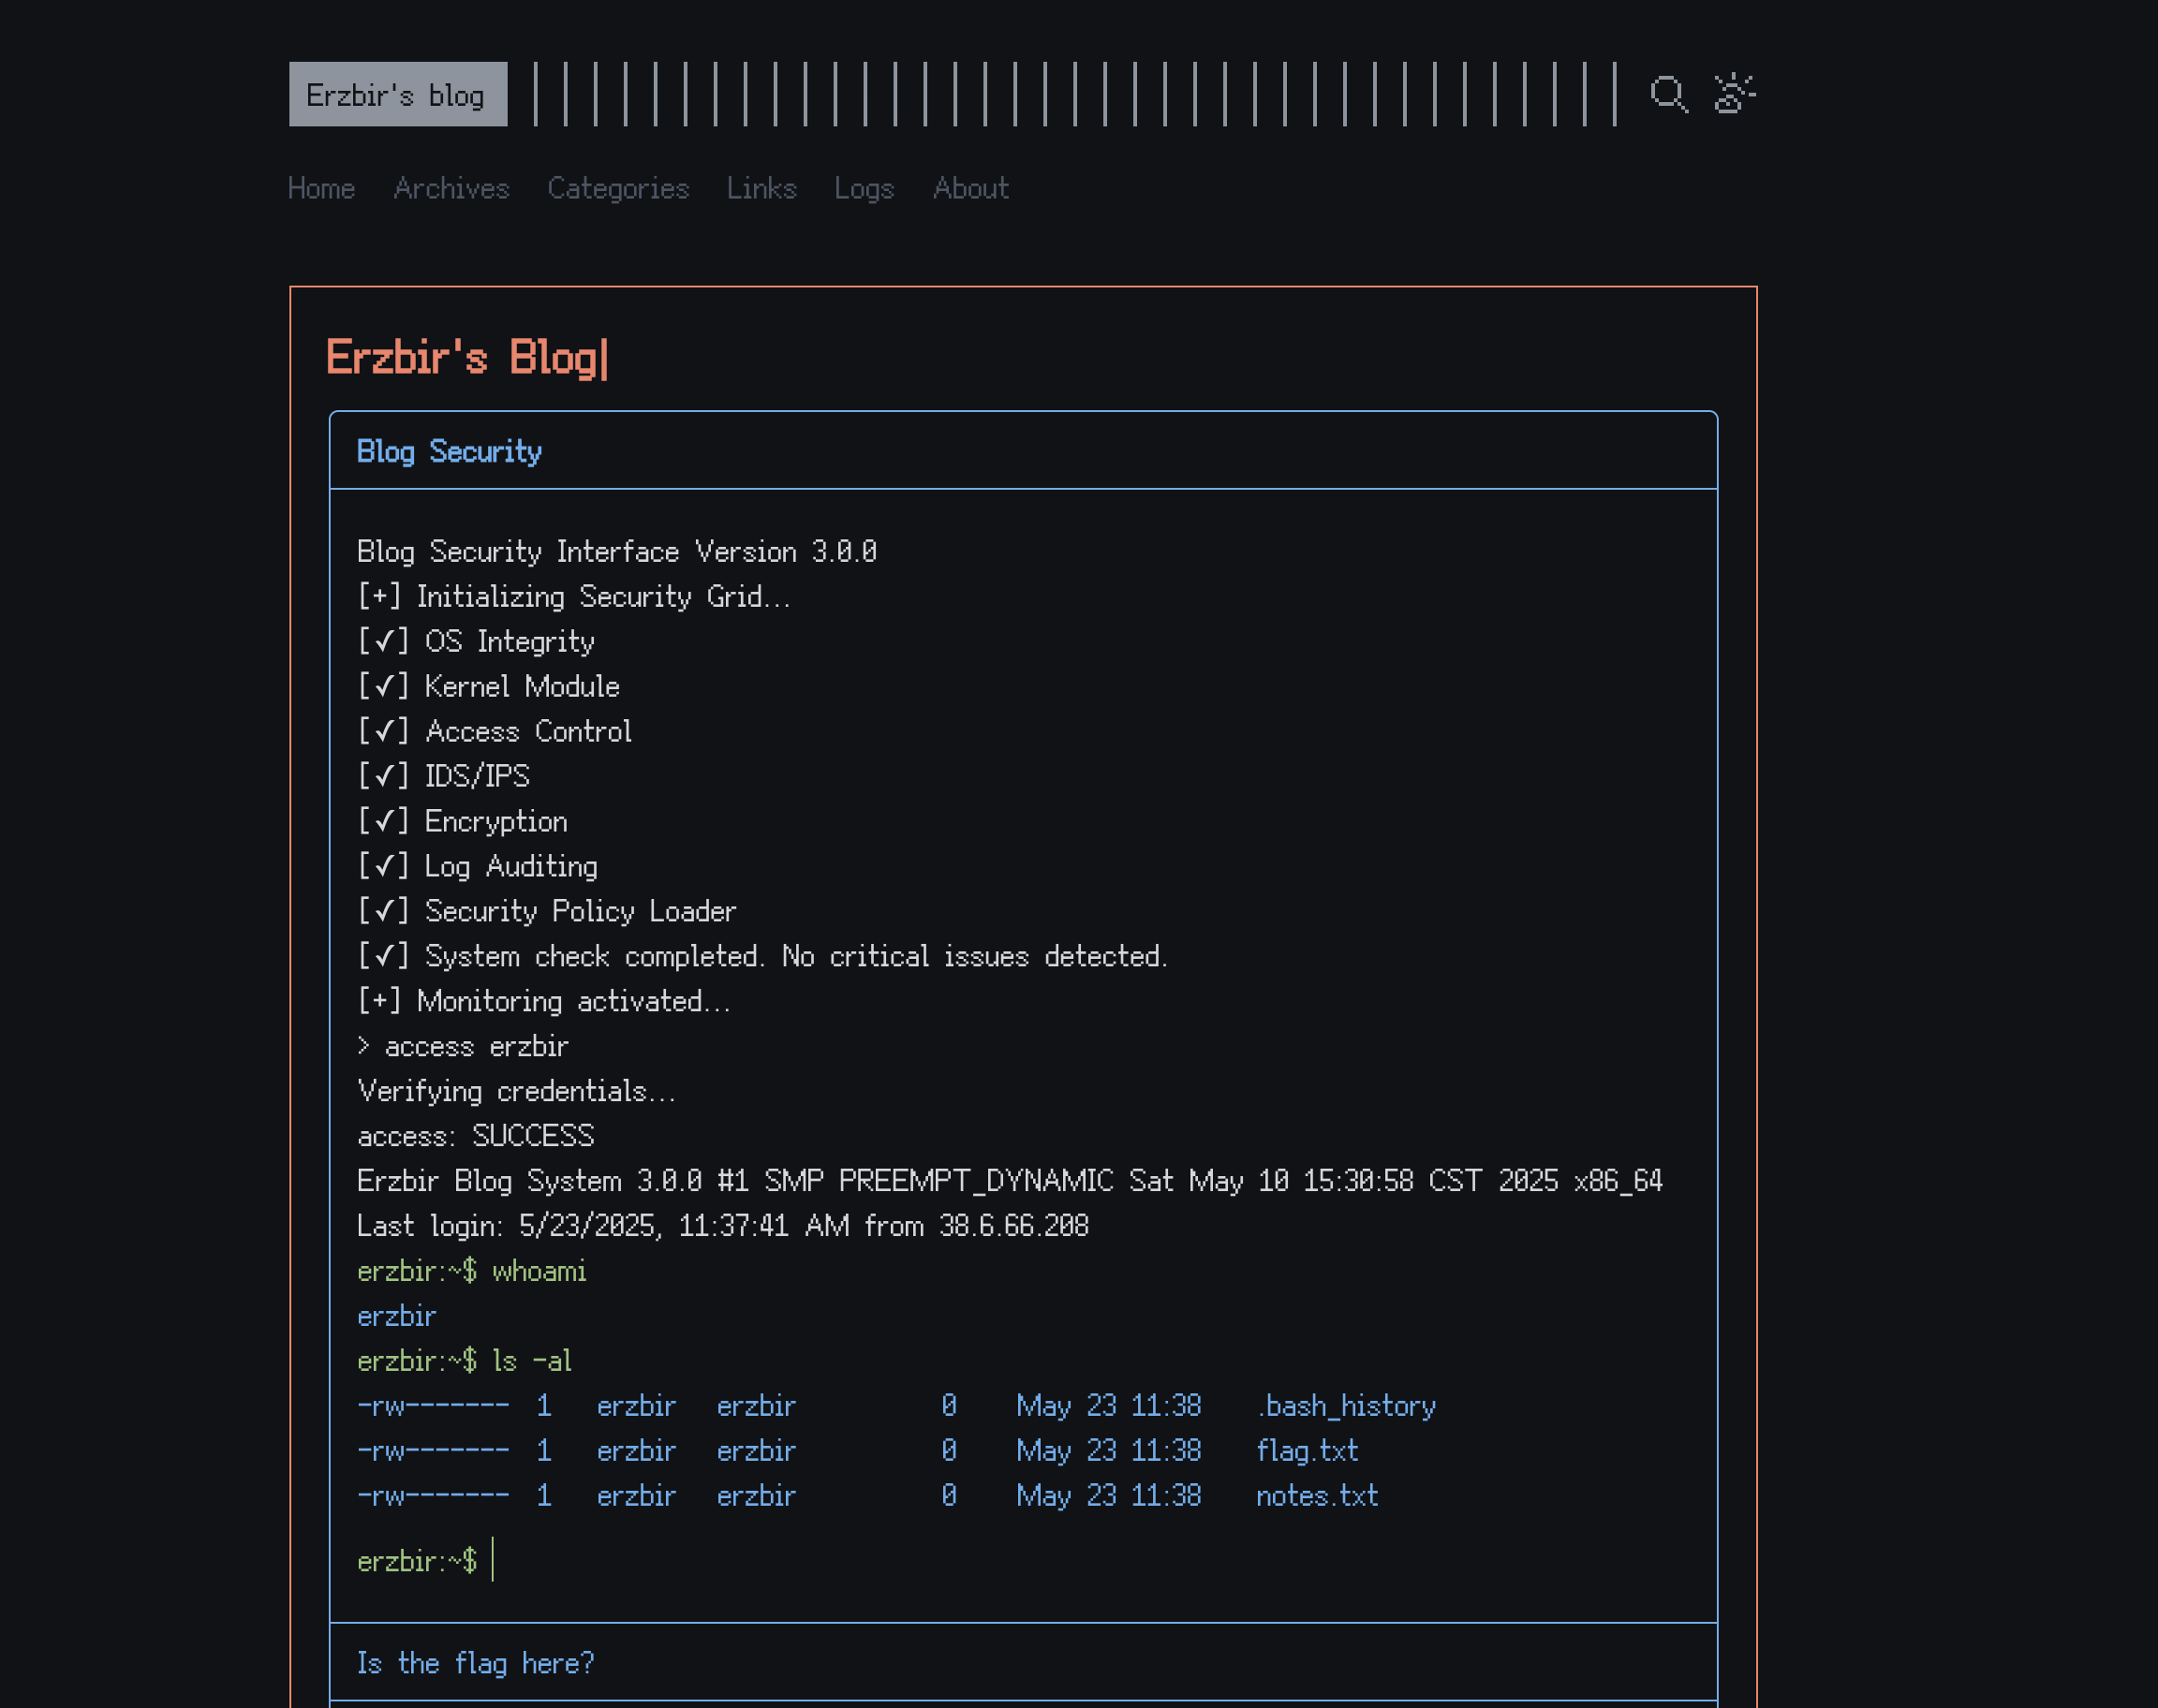 Erzbir's blog
Home Archives Categories Links Logs About
Erzbir's Blog|
Blog Security
Blog Security Interface Version 3.0.0
[+] Initializing Security Grid...
[✓] OS Integrity
[✓] Kernel Module
[✓] Access Control
[✓] IDS/IPS
[✓] Encryption
[✓] Log Auditing
[✓] Security Policy Loader
[✓] System check completed. No critical issues detected.
[+] Monitoring activated...
> access erzbir
Verifying credentials...
access: SUCCESS
Erzbir Blog System 3.0.0 #1 SMP PREEMPT_DYNAMIC Sat May 10 15:30:58 CST 2025 x86_64
Last login: 5/23/2025, 11:37:41 AM from 38.6.66.208
erzbir:~$ whoami
erzbir
erzbir:~$ ls -al
-rw------- 1 erzbir erzbir 0 May 23 11:38 .bash_history
-rw------- 1 erzbir erzbir 0 May 23 11:38 flag.txt
-rw------- 1 erzbir erzbir 0 May 23 11:38 notes.txt
erzbir:~$
Is the flag here?